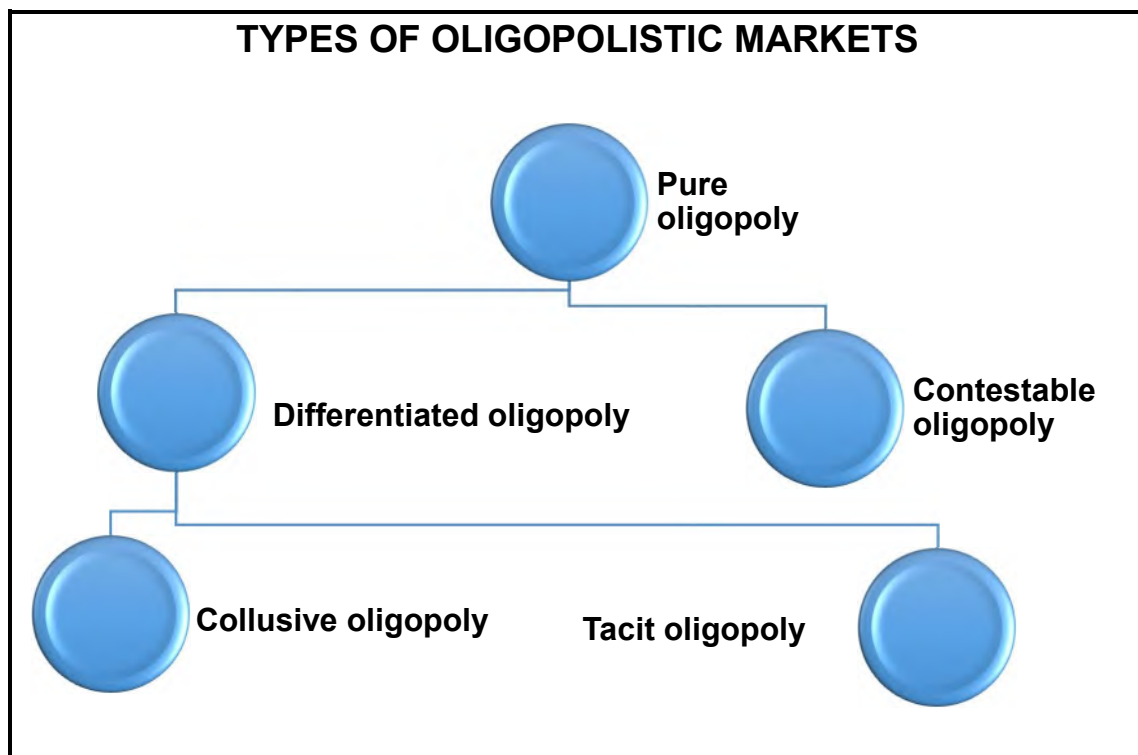 TYPES OF OLIGOPOLISTIC MARKETS
Pure
oligopoly
Differentiated oligopoly
Contestable
oligopoly
Collusive oligopoly
Tacit oligopoly